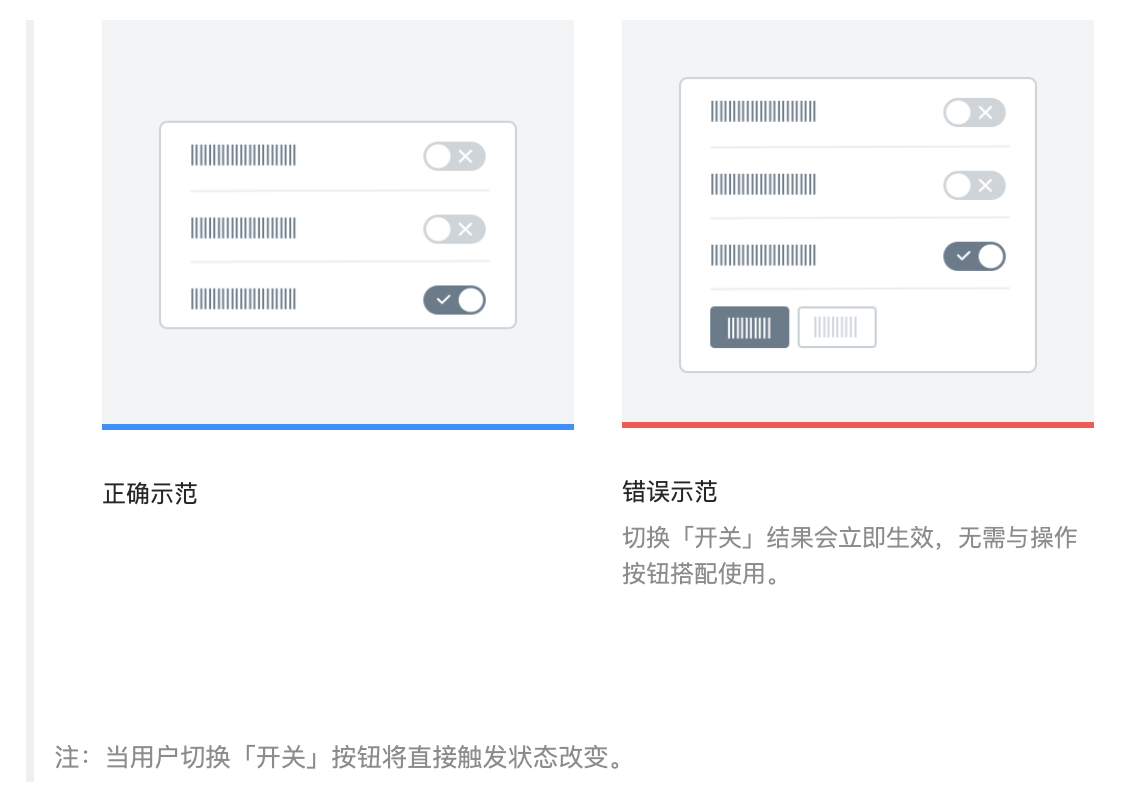 正确示范
错误示范
切换「开关」结果会立即生效，无需与操作
按钮搭配使用。
注：当用户切换「开关」按钮将直接触发状态改变。